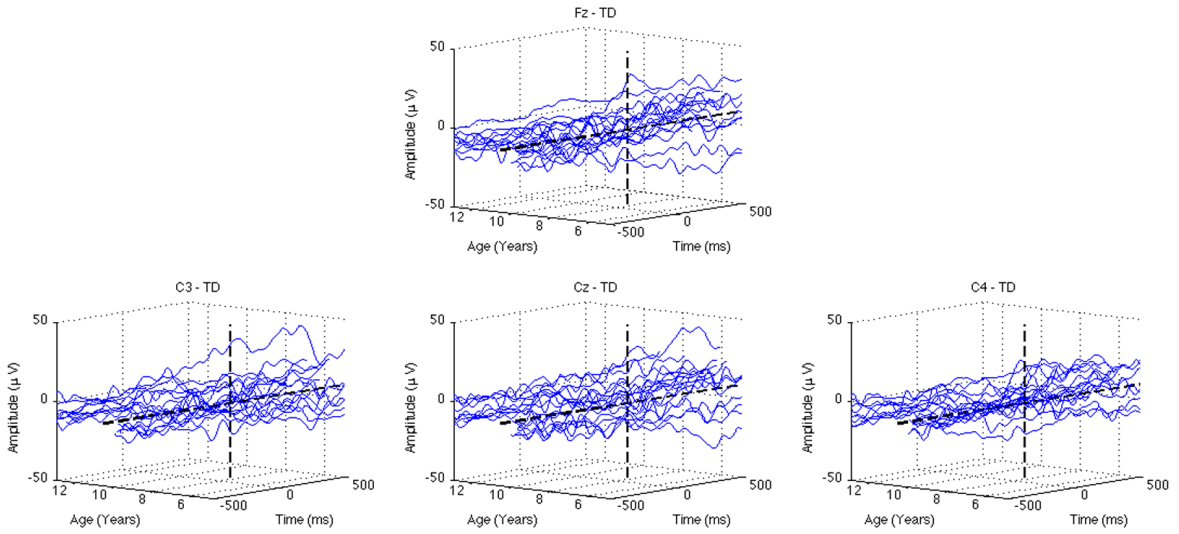 Fz - TD
50
0
-50
Amplitude (μ V)
12 10 8 6
-500 0 500
Age (Years) Time (ms)
C3 - TD
50
0
-50
Amplitude (μ V)
12 10 8 6
-500 0 500
Age (Years) Time (ms)
Cz - TD
50
0
-50
Amplitude (μ V)
12 10 8 6
-500 0 500
Age (Years) Time (ms)
C4 - TD
50
0
-50
Amplitude (μ V)
12 10 8 6
-500 0 500
Age (Years) Time (ms)